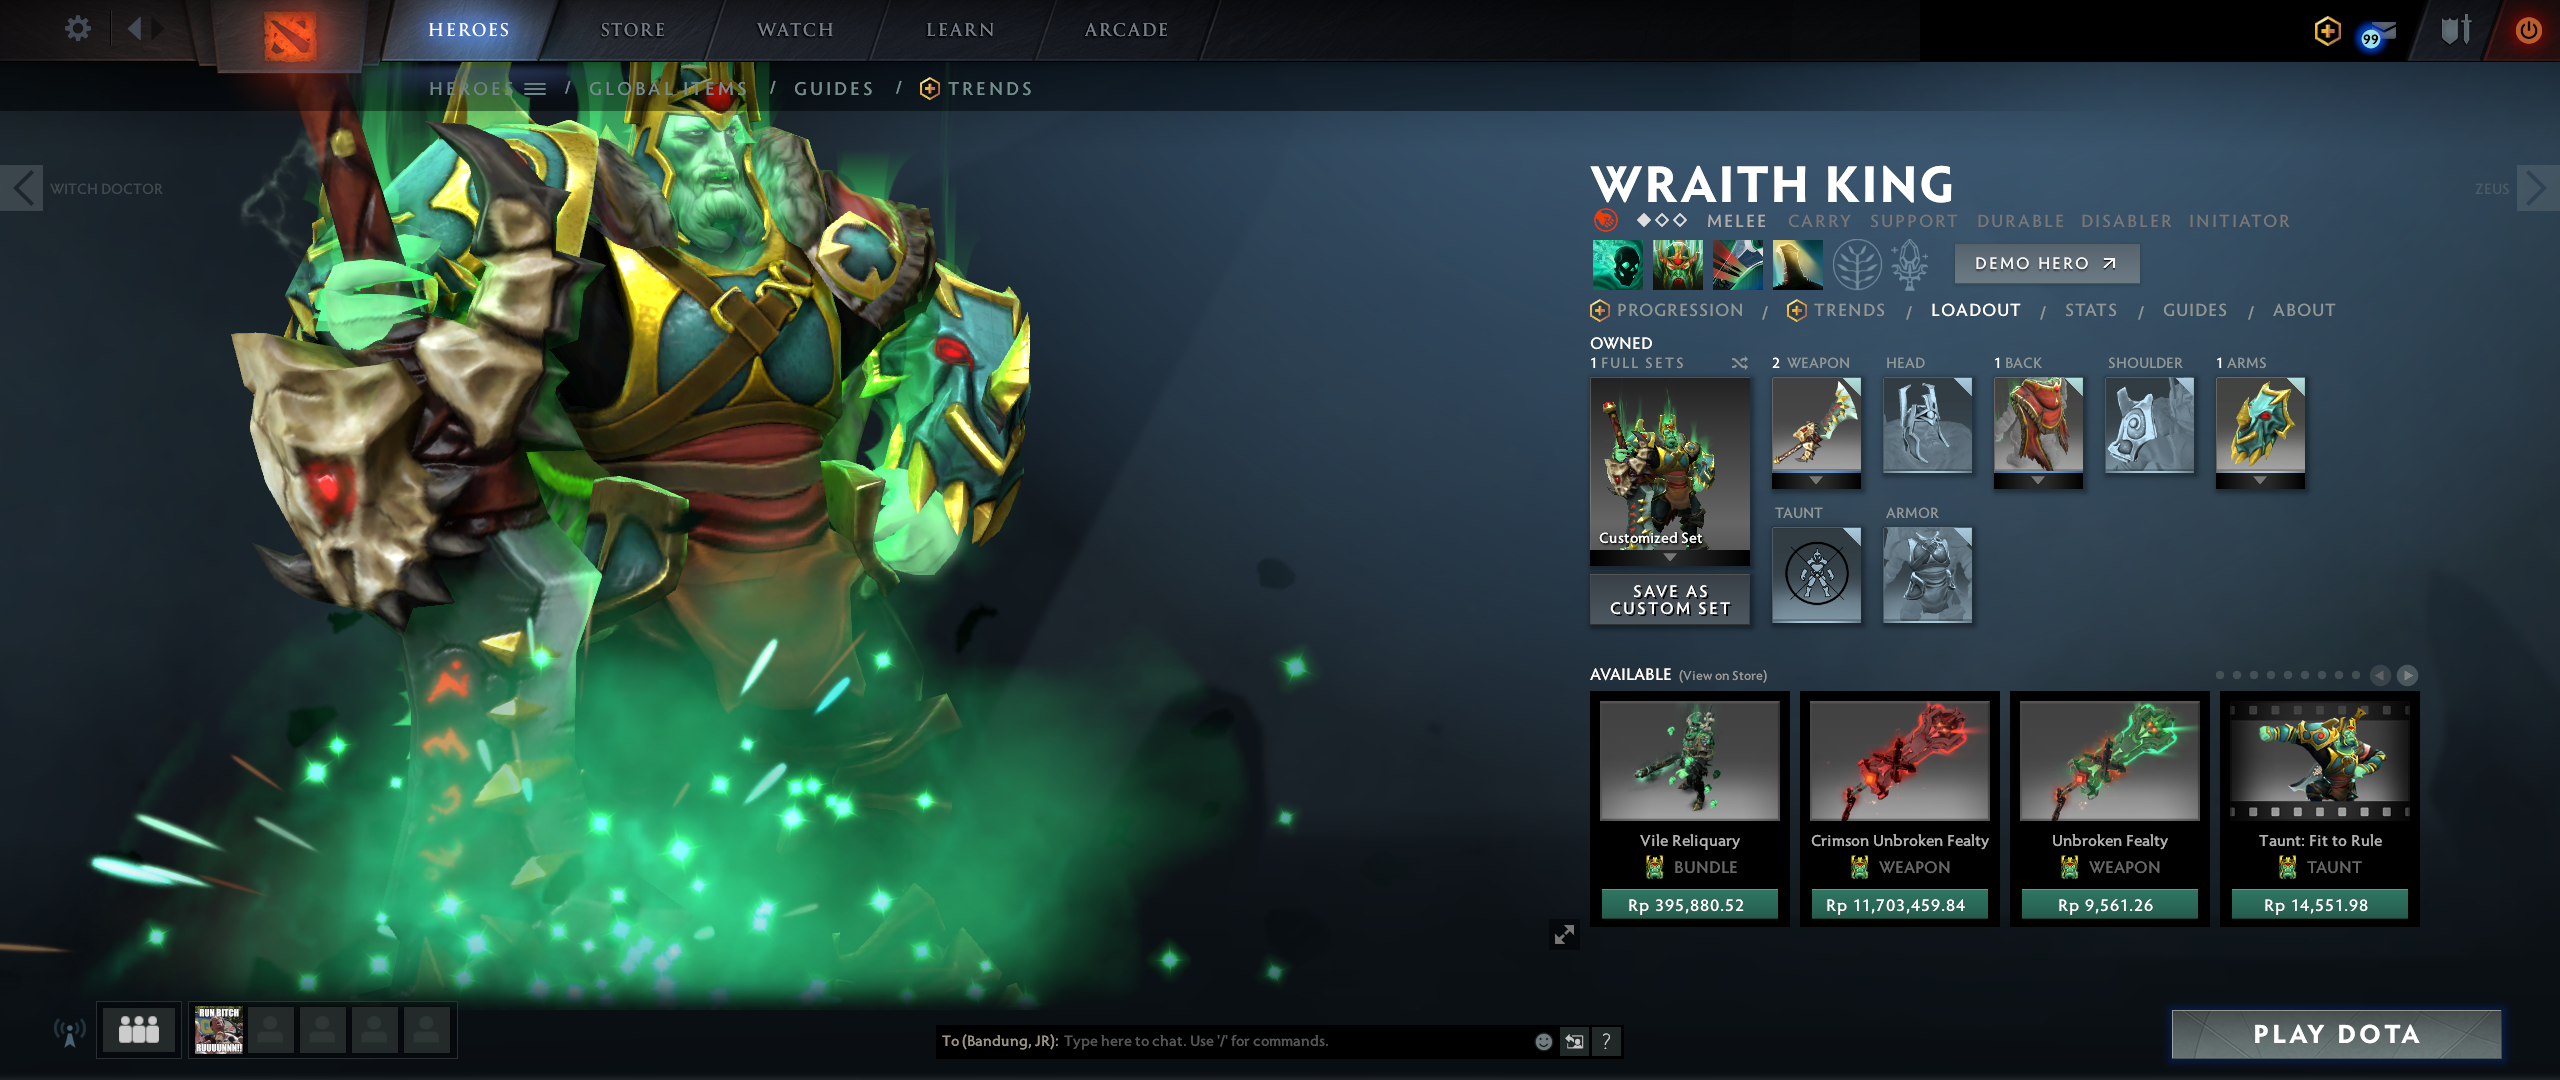 HEROES STORE WATCH LEARN ARCADE
99
HEROES / GLOBAL ITEMS / GUIDES / TRENDS
WITCH DOCTOR
ZEUS
WRAITH KING
MELEE CARRY SUPPORT DURABLE DISABLER INITIATOR
DEMO HERO
PROGRESSION / TRENDS / LOADOUT / STATS / GUIDES / ABOUT
OWNED
1 FULL SETS
2 WEAPON HEAD 1 BACK SHOULDER 1 ARMS
Customized Set
TAUNT ARMOR
SAVE AS
CUSTOM SET
AVAILABLE (View on Store)
Vile Reliquary
BUNDLE
Rp 395,880.52
Crimson Unbroken Fealty
WEAPON
Rp 11,703,459.84
Unbroken Fealty
WEAPON
Rp 9,561.26
Taunt: Fit to Rule
TAUNT
Rp 14,551.98
RUN BITCH
RUUUUNNN!!
To (Bandung, JR): Type here to chat. Use '/' for commands.
?
PLAY DOTA